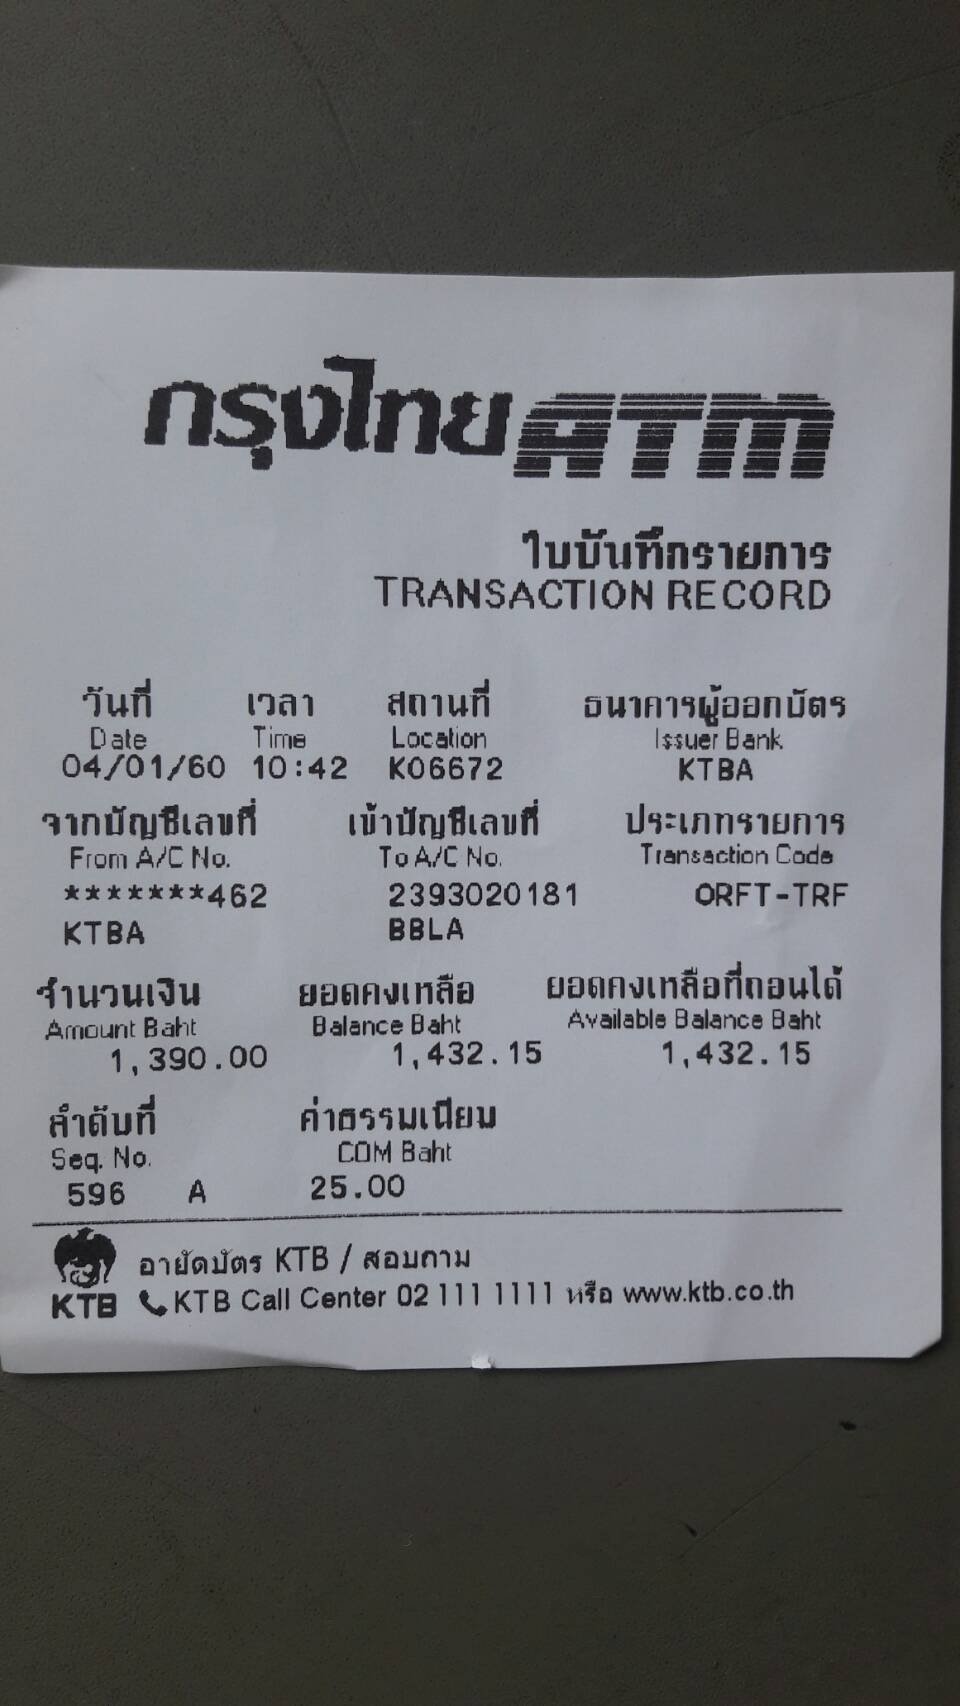 กรุงไทย ATM
ใบบันทึกรายการ
TRANSACTION RECORD
วันที่ เวลา สถานที่ ธนาคารผู้ออกบัตร
Date Time Location Issuer Bank
04/01/60 10:42 K06672 KTBA
จากบัญชีเลขที่ เข้าบัญชีเลขที่ ประเภทรายการ
From A/C No. To A/C No. Transaction Code
*******462 2393020181 ORFT-TRF
KTBA BBLA
จำนวนเงิน ยอดคงเหลือ ยอดคงเหลือที่ถอนได้
Amount Baht Balance Baht Available Balance Baht
1,390.00 1,432.15 1,432.15
ลำดับที่ ค่าธรรมเนียม
Seq. No. COM Baht
596 A 25.00
อายัดบัตร KTB / สอบถาม
KTB KTB Call Center 02 111 1111 หรือ www.ktb.co.th